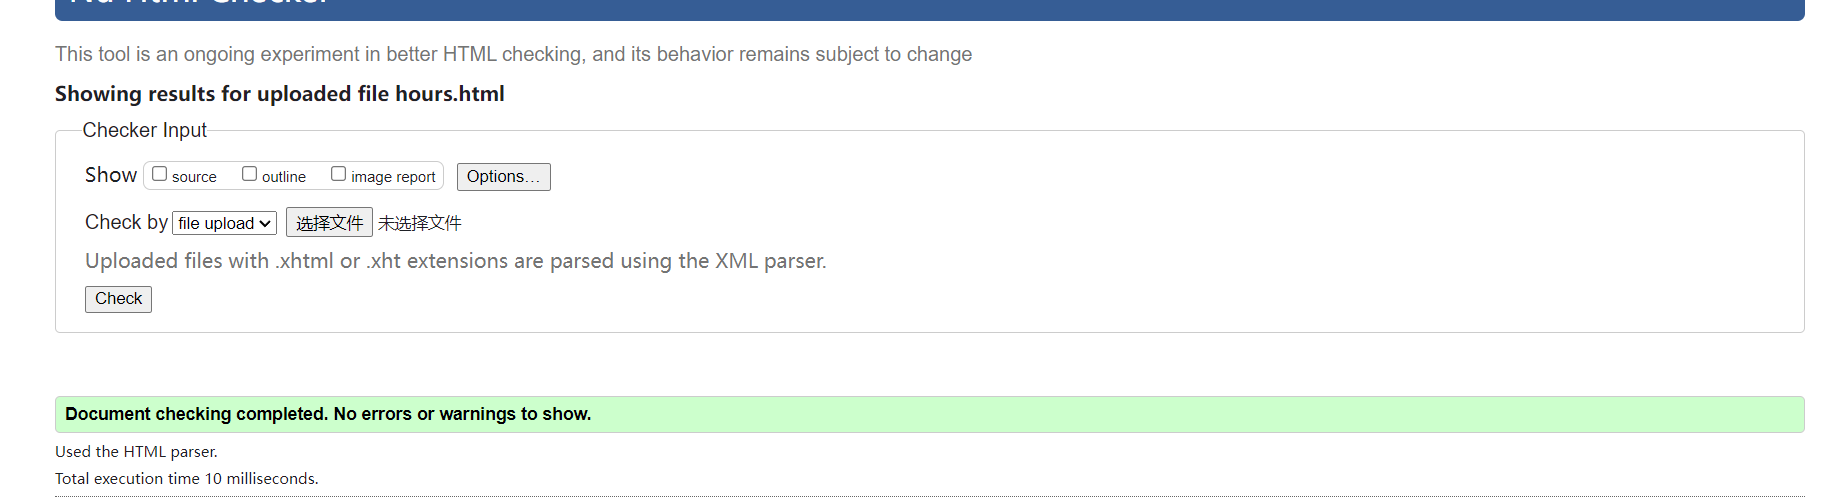 Nu Html Checker
This tool is an ongoing experiment in better HTML checking, and its behavior remains subject to change
Showing results for uploaded file hours.html
Checker Input
Show source outline image report Options...
Check by file upload 选择文件 未选择文件
Uploaded files with .xhtml or .xht extensions are parsed using the XML parser.
Check
Document checking completed. No errors or warnings to show.
Used the HTML parser.
Total execution time 10 milliseconds.